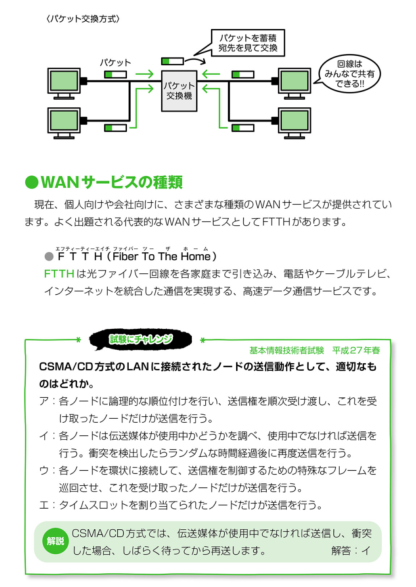 〈パケット交換方式〉
パケットを蓄積
宛先を見て交換
パケット
回線は
みんなで共有
できる!!
パケット
交換機
●WANサービスの種類
現在、個人向けや会社向けに、さまざまな種類のWANサービスが提供されてい
ます。よく出題される代表的なWANサービスとしてFTTHがあります。
エフティーティーエイチ ファイバー ツー ザ ホーム
●FTTH(Fiber To The Home)
FTTHは光ファイバー回線を各家庭まで引き込み、電話やケーブルテレビ、
インターネットを統合した通信を実現する、高速データ通信サービスです。
試験にチャレンジ
基本情報技術者試験 平成27年春
CSMA/CD方式のLANに接続されたノードの送信動作として、適切なも
のはどれか。
ア:各ノードに論理的な順位付けを行い、送信権を順次受け渡し、これを受
け取ったノードだけが送信を行う。
イ:各ノードは伝送媒体が使用中かどうかを調べ、使用中でなければ送信を
行う。衝突を検出したらランダムな時間経過後に再度送信を行う。
ウ:各ノードを環状に接続して、送信権を制御するための特殊なフレームを
巡回させ、これを受け取ったノードだけが送信を行う。
エ:タイムスロットを割り当てられたノードだけが送信を行う。
解説
CSMA/CD方式では、伝送媒体が使用中でなければ送信し、衝突
した場合、しばらく待ってから再送します。 解答:イ